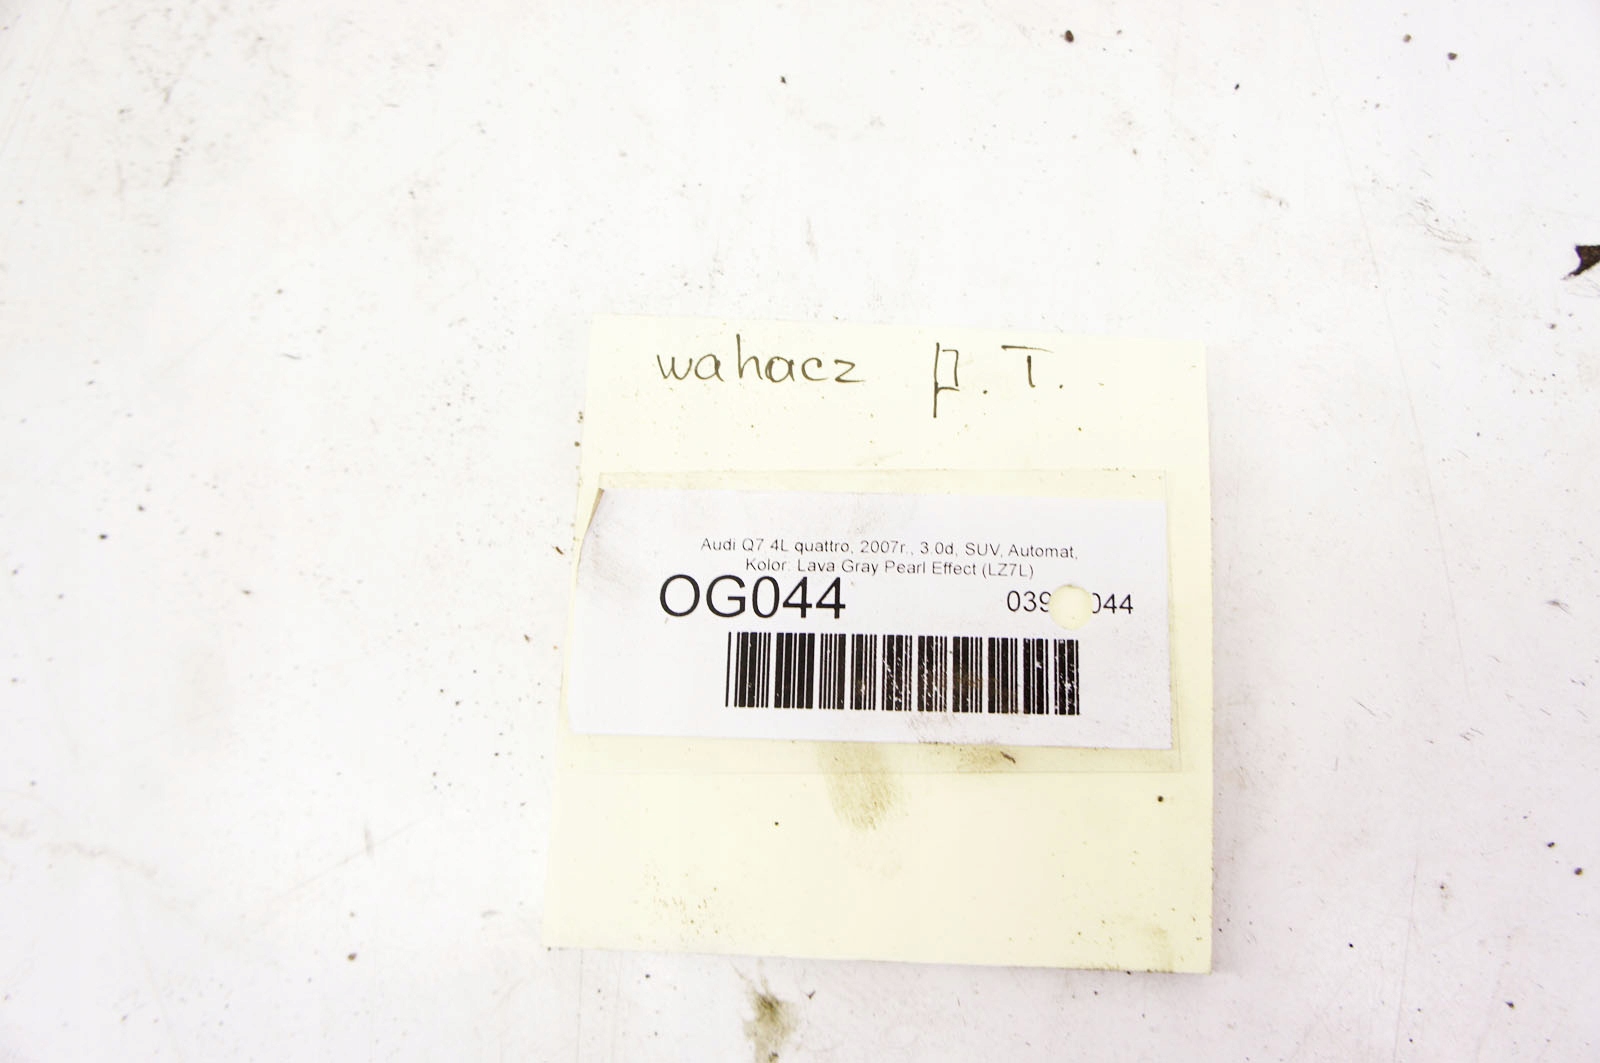 wahacz p. T.
Audi Q7 4L quattro, 2007r., 3.0d, SUV, Automat,
Kolor: Lava Gray Pearl Effect (LZ7L)
OG044